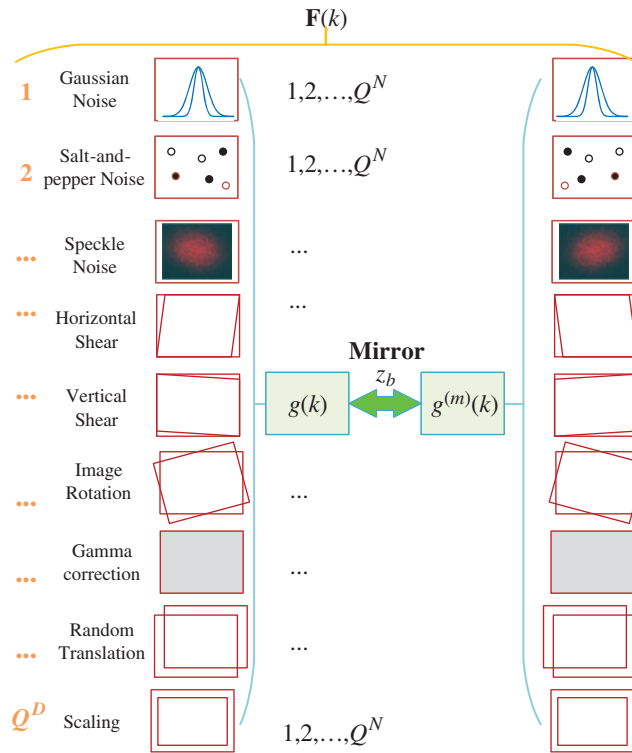 F(k)
1 Gaussian Noise 1,2,…,Q^N
2 Salt-and-pepper Noise 1,2,…,Q^N
... Speckle Noise ...
... Horizontal Shear ...
Mirror
z_b
... Vertical Shear g(k) g^(m)(k)
... Image Rotation ...
... Gamma correction ...
... Random Translation ...
Q^D Scaling 1,2,…,Q^N